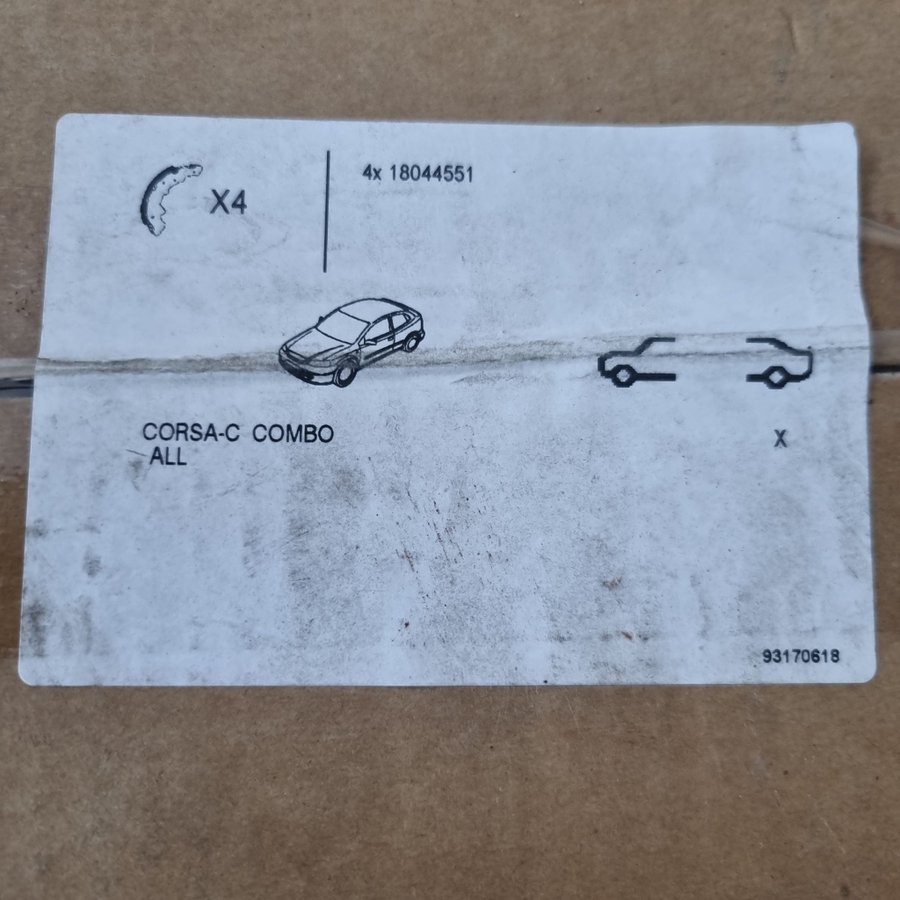 X4
4x 18044551
CORSA-C COMBO
ALL
X
93170618